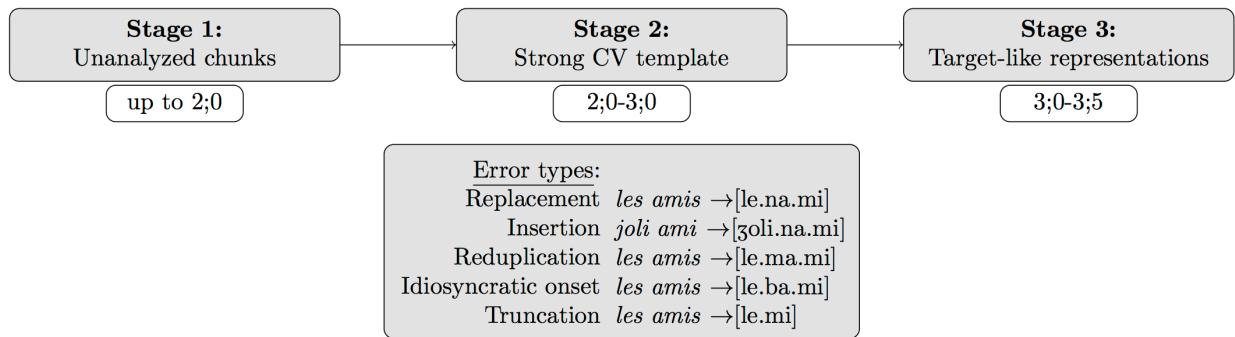 Stage 1:
Unanalyzed chunks
up to 2;0
Stage 2:
Strong CV template
2;0-3;0
Stage 3:
Target-like representations
3;0-3;5
Error types:
Replacement les amis →[le.na.mi]
Insertion joli ami →[ʒoli.na.mi]
Reduplication les amis →[le.ma.mi]
Idiosyncratic onset les amis →[le.ba.mi]
Truncation les amis →[le.mi]